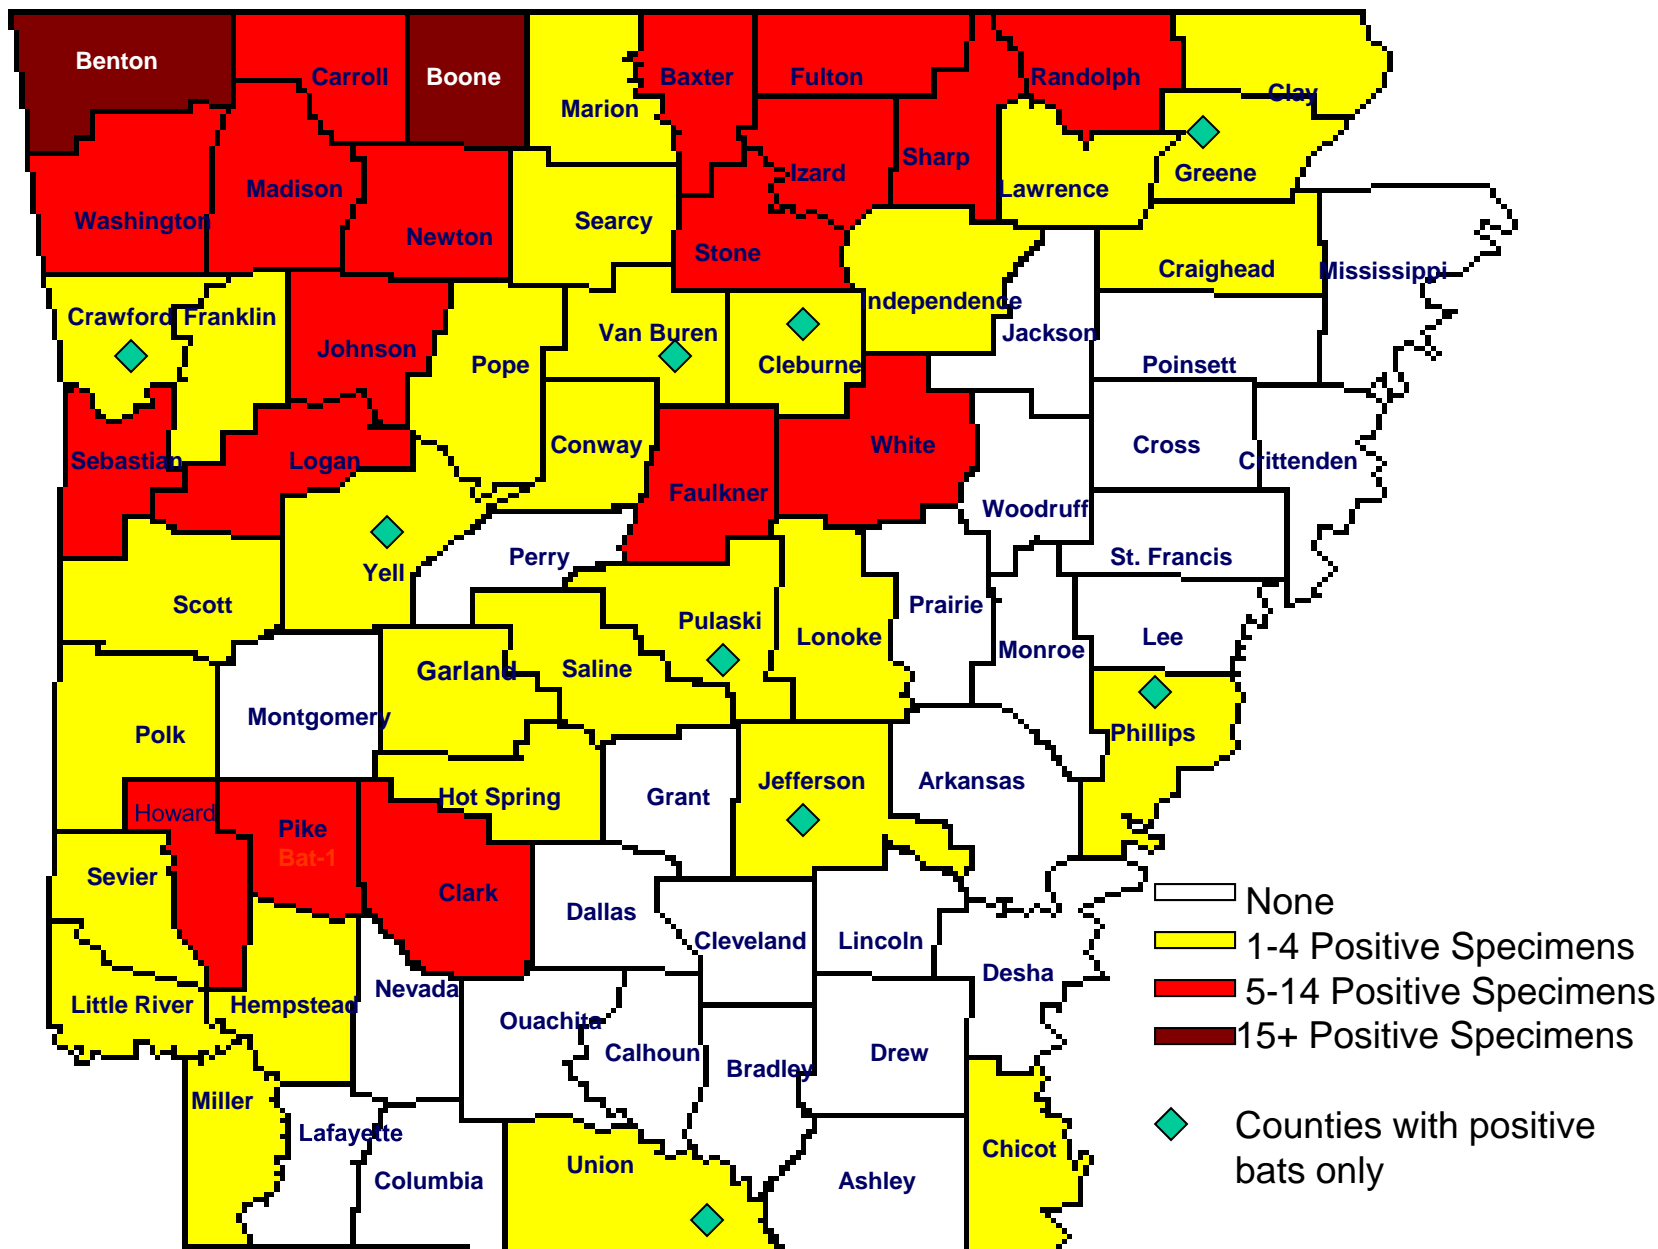 Benton
Carroll
Boone
Marion
Baxter
Fulton
Randolph
Clay
Izard
Sharp
Lawrence
Greene
Washington
Madison
Newton
Searcy
Stone
Craighead
Mississippi
Crawford
Franklin
Johnson
Pope
Van Buren
Cleburne
ndependence
Jackson
Poinsett
Sebastian
Logan
Conway
Faulkner
White
Cross
Crittenden
Woodruff
Yell
Perry
St. Francis
Scott
Pulaski
Lonoke
Prairie
Monroe
Lee
Garland
Saline
Polk
Montgomery
Phillips
Hot Spring
Grant
Jefferson
Arkansas
Howard
Pike
Bat-1
Sevier
Clark
Dallas
Cleveland
Lincoln
Desha
Little River
Hempstead
Nevada
Ouachita
Calhoun
Bradley
Drew
Miller
Lafayette
Columbia
Union
Ashley
Chicot
None
1-4 Positive Specimens
5-14 Positive Specimens
15+ Positive Specimens
Counties with positive
bats only